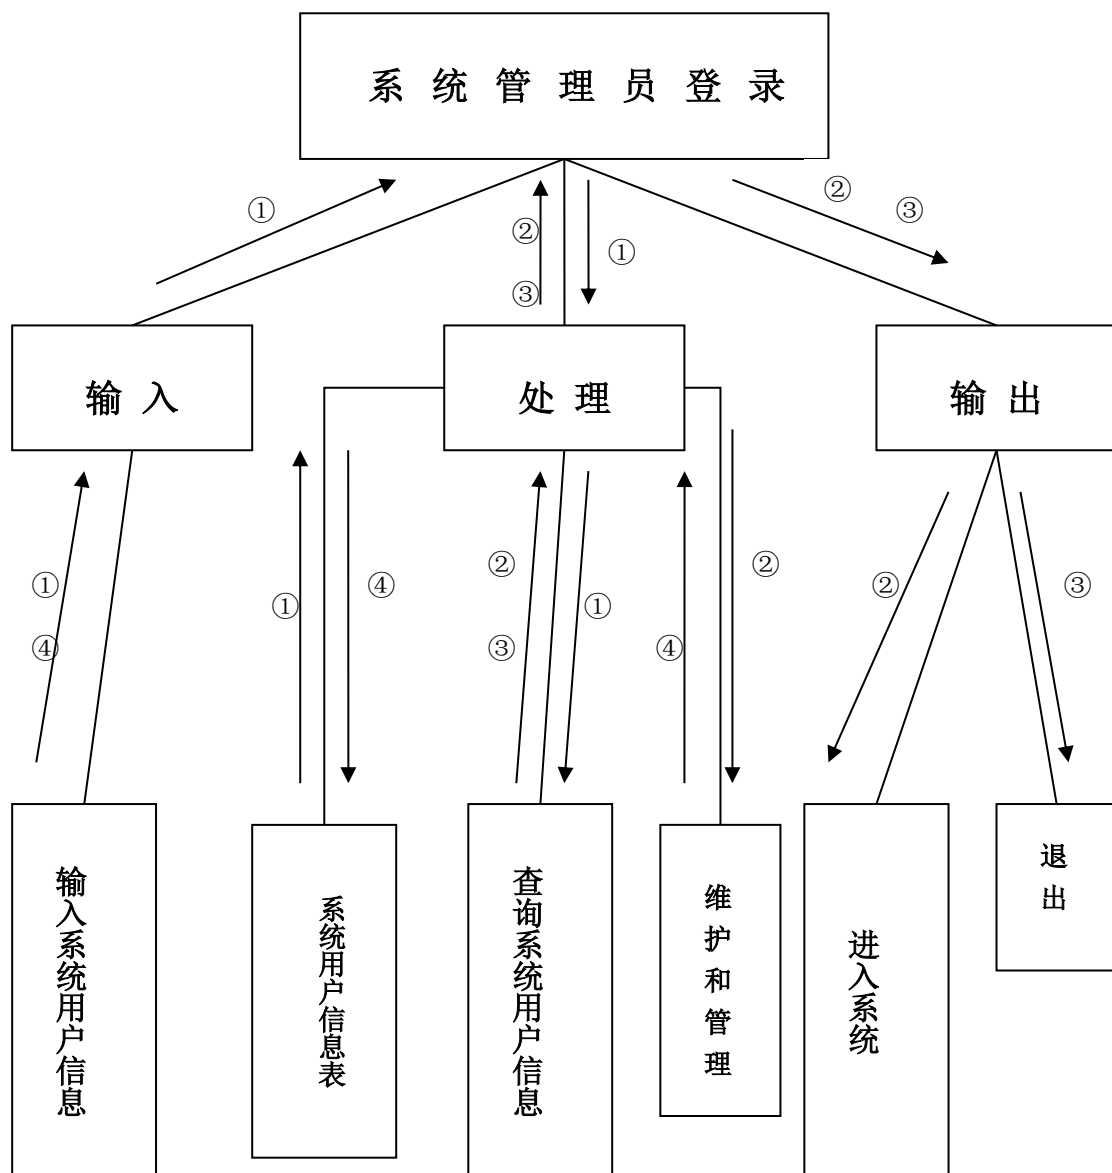 系统管理员登录
①
②
③
①
②
③
输入
处理
输出
①
④
①
④
②
③
①
④
②
②
③
输入系统用户信息
系统用户信息表
查询系统用户信息
维护和管理
进入系统
退出